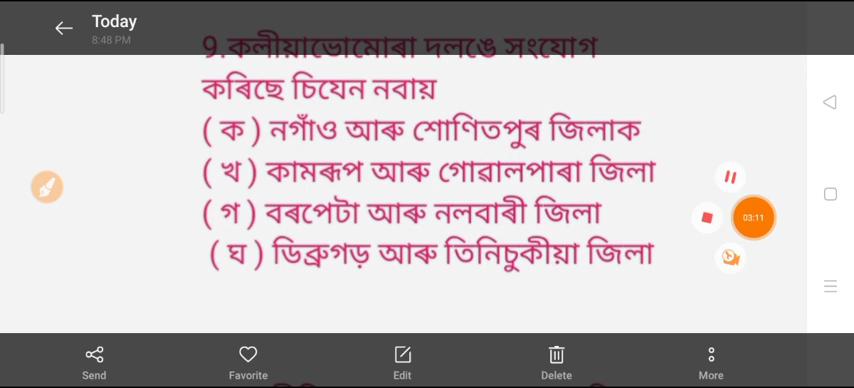 Today
8:48 PM
9.কলীয়াভোমোৰা দলঙে সংযোগ
কৰিছে চিযেন নবায়
( ক ) নগাঁও আৰু শোণিতপুৰ জিলাক
( খ ) কামৰূপ আৰু গোৱালপাৰা জিলা
( গ ) বৰপেটা আৰু নলবাৰী জিলা
( ঘ ) ডিব্ৰুগড় আৰু তিনিচুকীয়া জিলা
03:11
Send Favorite Edit Delete More